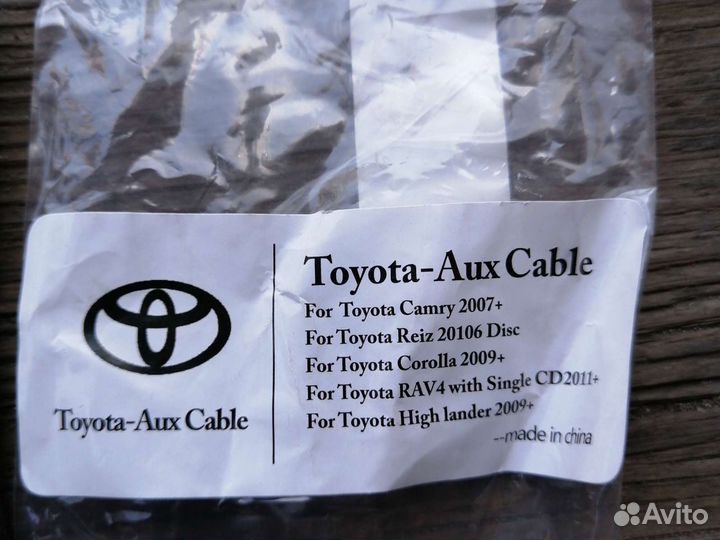 Toyota-Aux Cable
Toyota-Aux Cable
For Toyota Camry 2007+
For Toyota Reiz 20106 Disc
For Toyota Corolla 2009+
For Toyota RAV4 with Single CD2011+
For Toyota High lander 2009+
--made in china
Avito